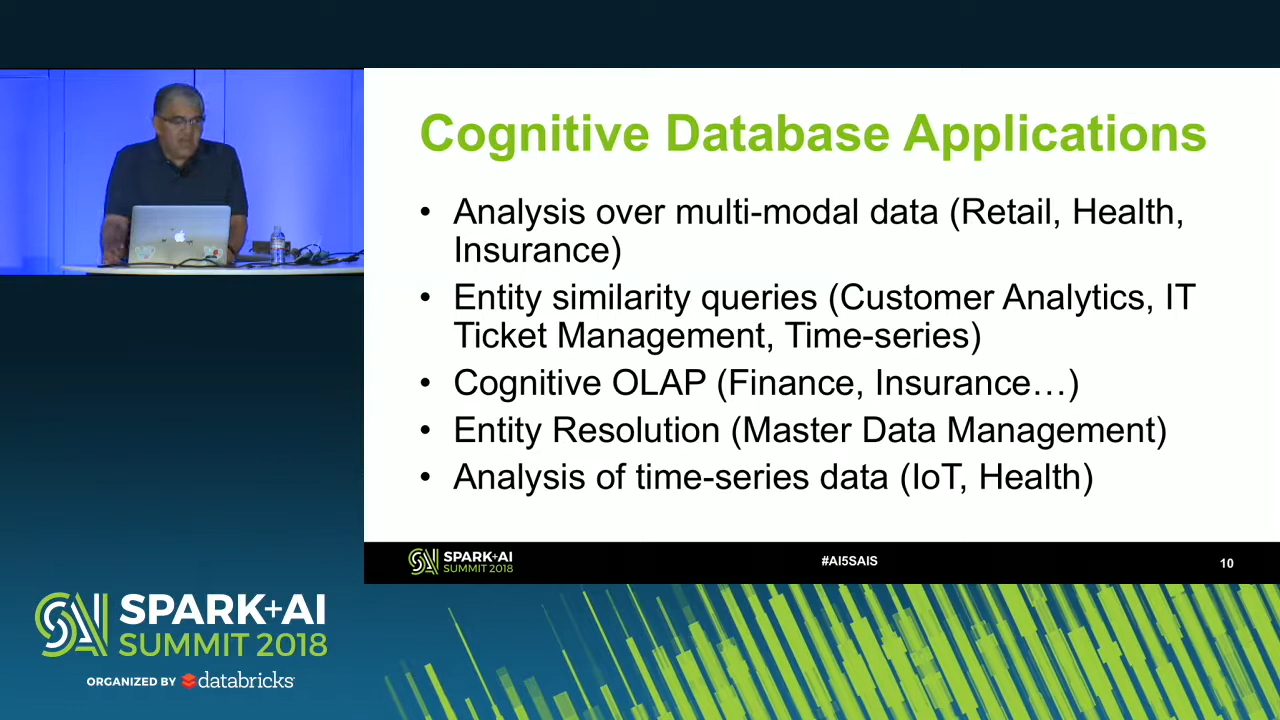 Cognitive Database Applications
• Analysis over multi-modal data (Retail, Health,
Insurance)
• Entity similarity queries (Customer Analytics, IT
Ticket Management, Time-series)
• Cognitive OLAP (Finance, Insurance…)
• Entity Resolution (Master Data Management)
• Analysis of time-series data (IoT, Health)
SPARK+AI
SUMMIT 2018
#AI5SAIS
10
SPARK+AI
SUMMIT 2018
ORGANIZED BY databricks